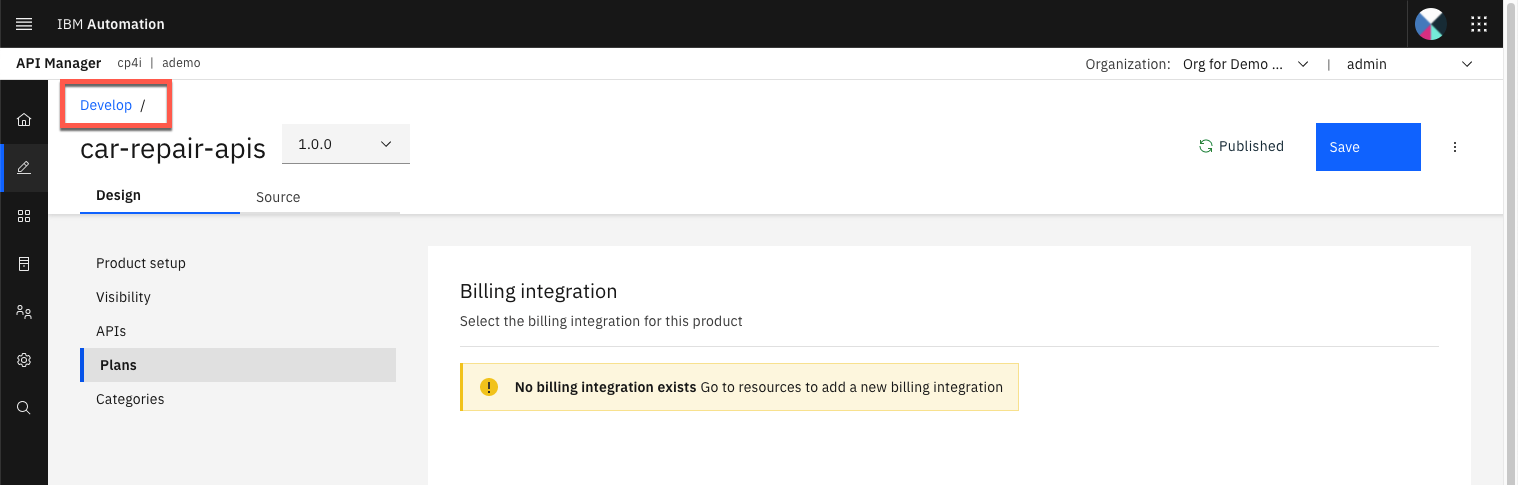 IBM Automation
API Manager cp4i | ademo Organization: Org for Demo ... | admin
Develop /
car-repair-apis 1.0.0 Published Save
Design Source
Product setup
Visibility
APIs
Plans
Categories
Billing integration
Select the billing integration for this product
No billing integration exists Go to resources to add a new billing integration